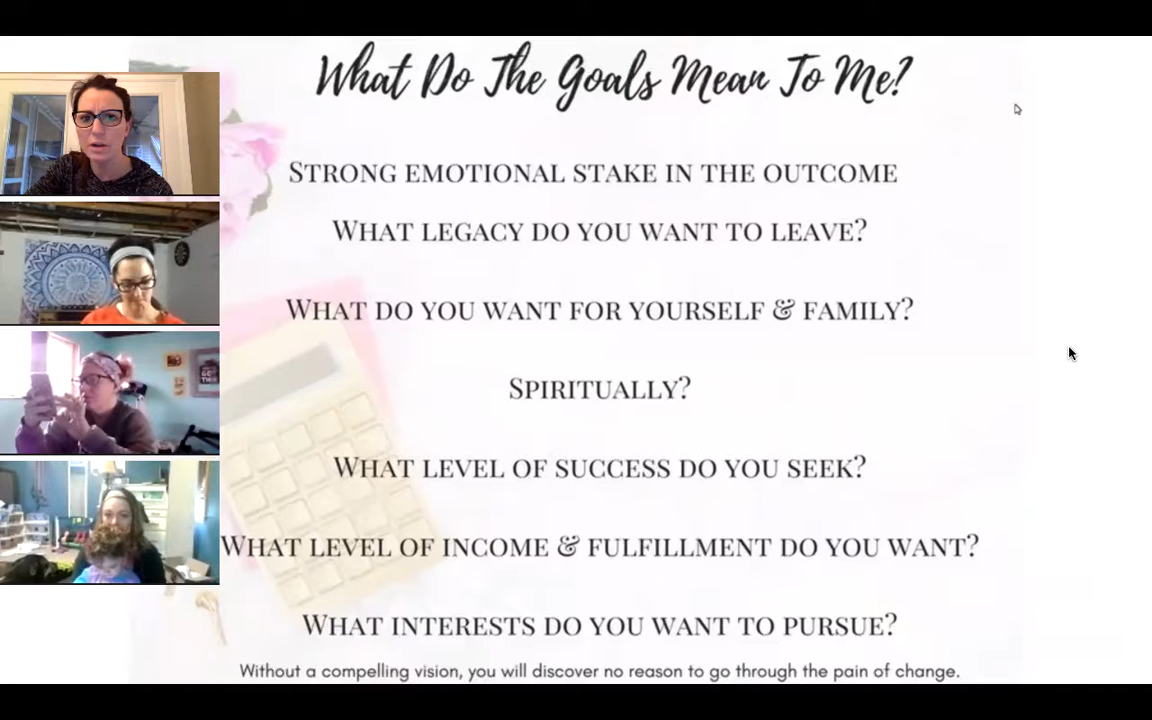 What Do The Goals Mean To Me?
Strong emotional stake in the outcome
What legacy do you want to leave?
What do you want for yourself & family?
Spiritually?
What level of success do you seek?
What level of income & fulfillment do you want?
What interests do you want to pursue?
Without a compelling vision, you will discover no reason to go through the pain of change.